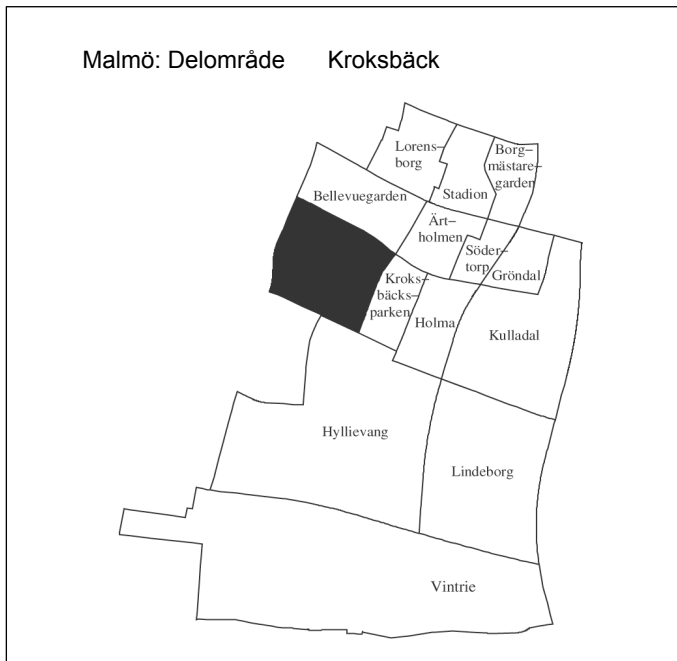 Malmö: Delområde Kroksbäck
Lorens–
borg
Borg–
mästare–
garden
Stadion
Bellevuegarden
Ärt–
holmen
Söder–
torp
Gröndal
Kroks–
bäcks–
parken
Holma
Kulladal
Hyllievang
Lindeborg
Vintrie